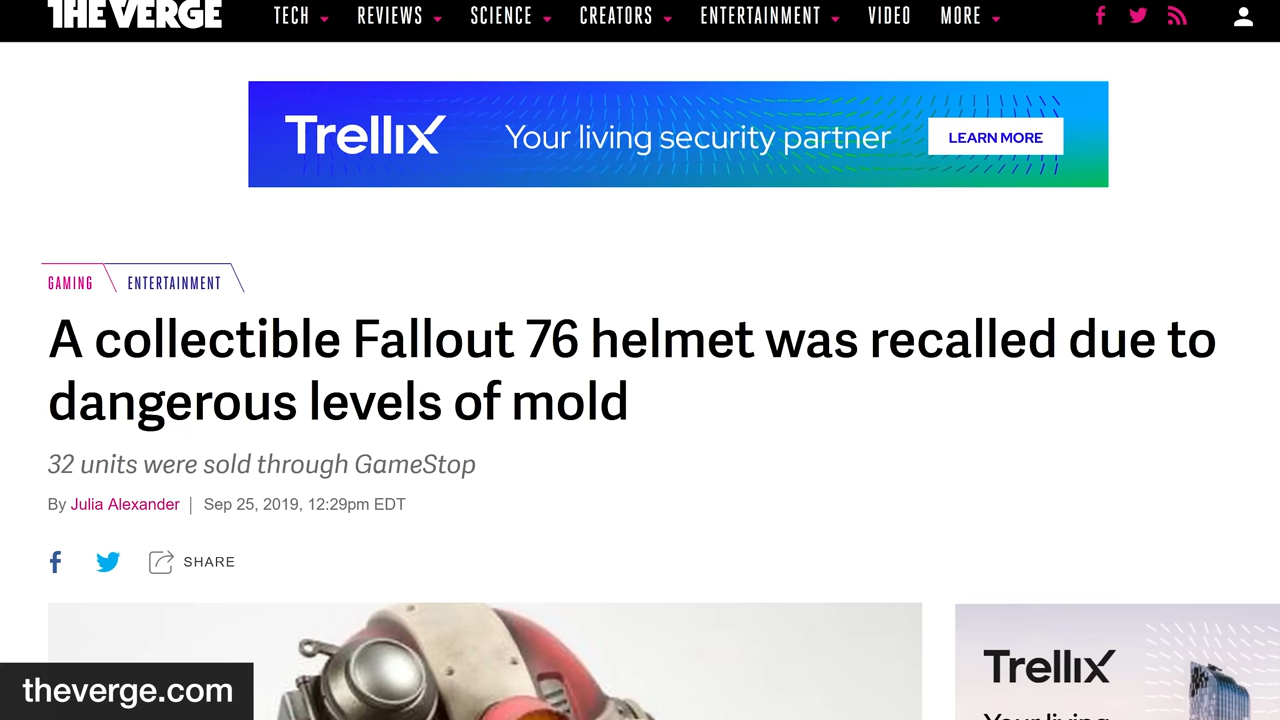 THE VERGE
TECH REVIEWS SCIENCE CREATORS ENTERTAINMENT VIDEO MORE
Trellix Your living security partner LEARN MORE
GAMING ENTERTAINMENT
A collectible Fallout 76 helmet was recalled due to
dangerous levels of mold
32 units were sold through GameStop
By Julia Alexander | Sep 25, 2019, 12:29pm EDT
SHARE
Trellix
theverge.com
Your living